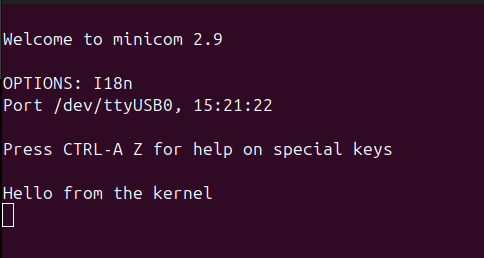 Welcome to minicom 2.9
OPTIONS: I18n
Port /dev/ttyUSB0, 15:21:22
Press CTRL-A Z for help on special keys
Hello from the kernel